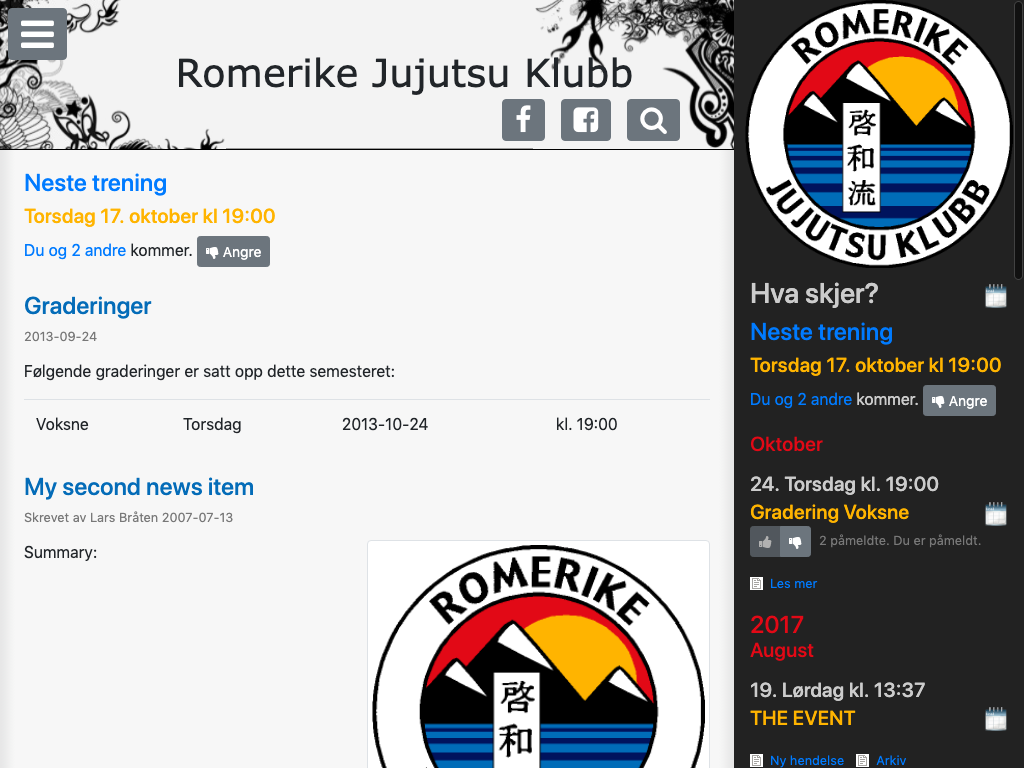 Romerike Jujutsu Klubb
Neste trening
Torsdag 17. oktober kl 19:00
Du og 2 andre kommer. Angre
Graderinger
2013-09-24
Følgende graderinger er satt opp dette semesteret:
Voksne Torsdag 2013-10-24 kl. 19:00
My second news item
Skrevet av Lars Bråten 2007-07-13
Summary:
ROMERIKE
啓和
ROMERIKE
啓和流
JUJUTSU KLUBB
Hva skjer?
Neste trening
Torsdag 17. oktober kl 19:00
Du og 2 andre kommer. Angre
Oktober
24. Torsdag kl. 19:00
Gradering Voksne
2 påmeldte. Du er påmeldt.
Les mer
2017
August
19. Lørdag kl. 13:37
THE EVENT
Ny hendelse Arkiv